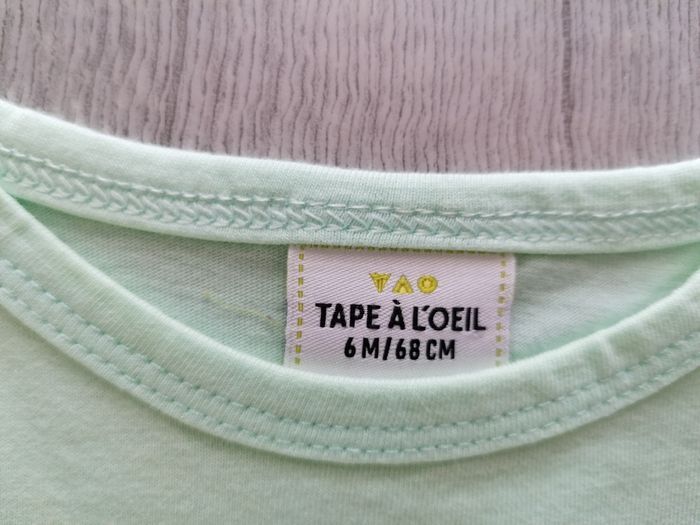 TAO
TAPE À L'OEIL
6 M/68 CM